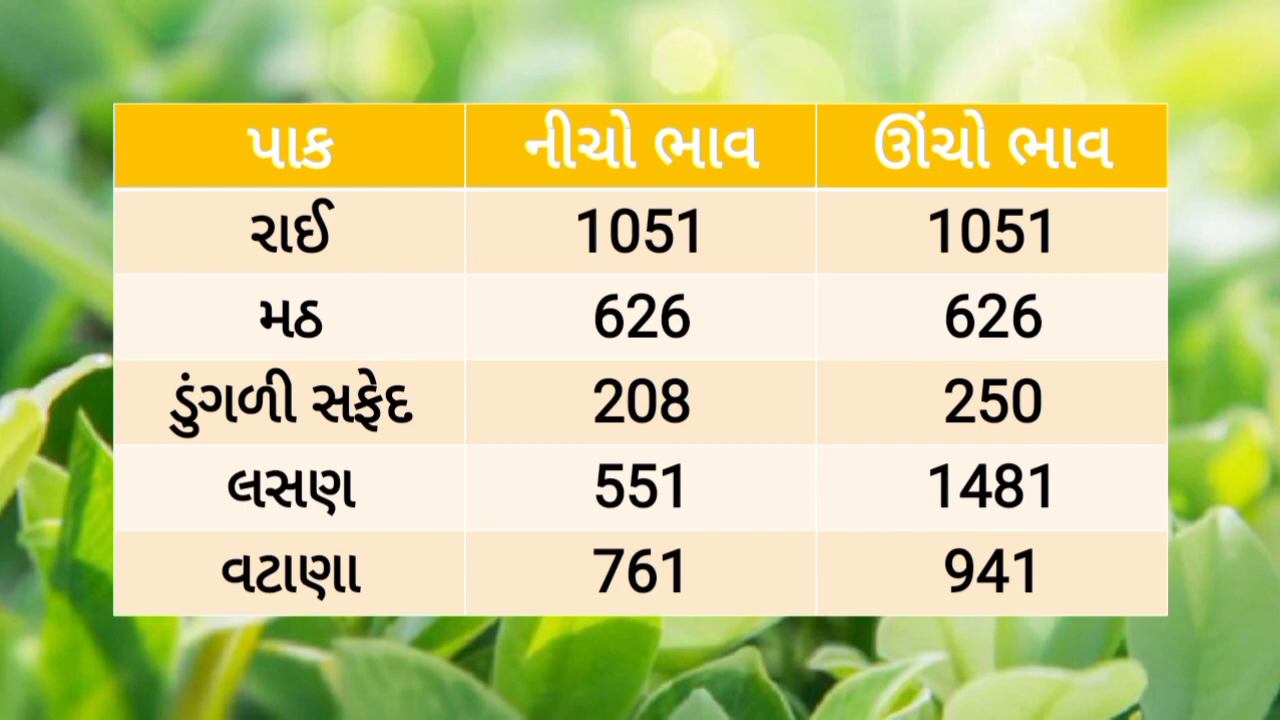 પાક નીચો ભાવ ઊંચો ભાવ
રાઈ 1051 1051
મઠ 626 626
ડુંગળી સફેદ 208 250
લસણ 551 1481
વટાણા 761 941